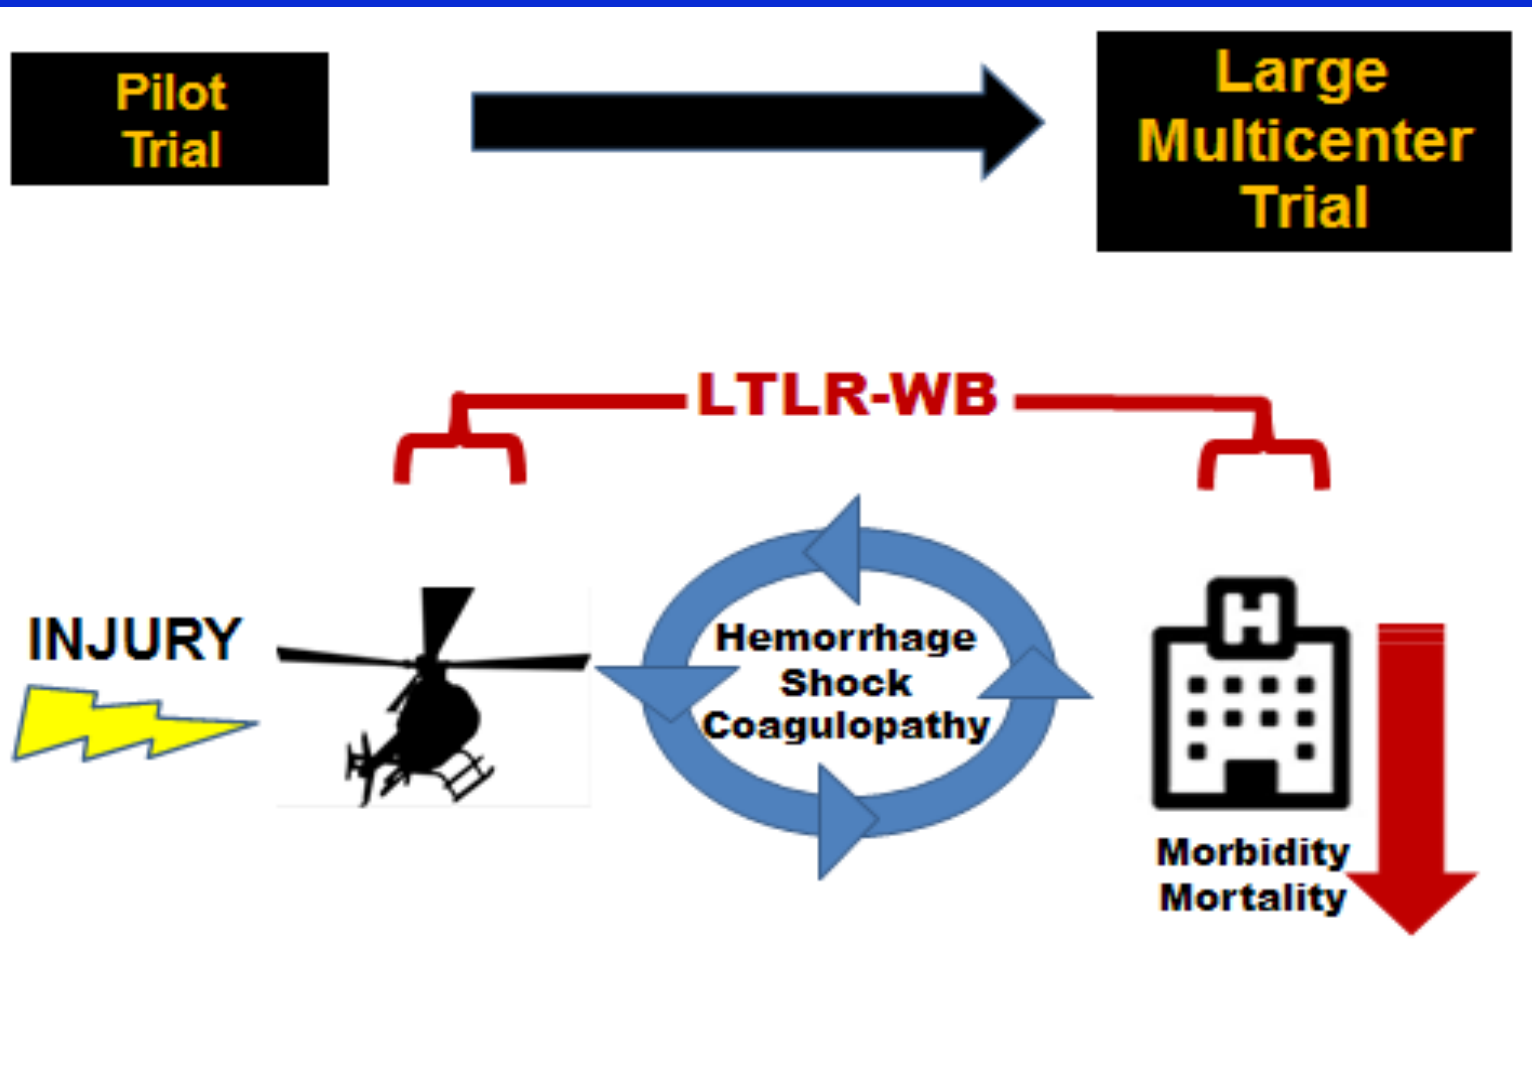 Pilot
Trial
Large
Multicenter
Trial
LTLR-WB
INJURY
Hemorrhage
Shock
Coagulopathy
H
Morbidity
Mortality